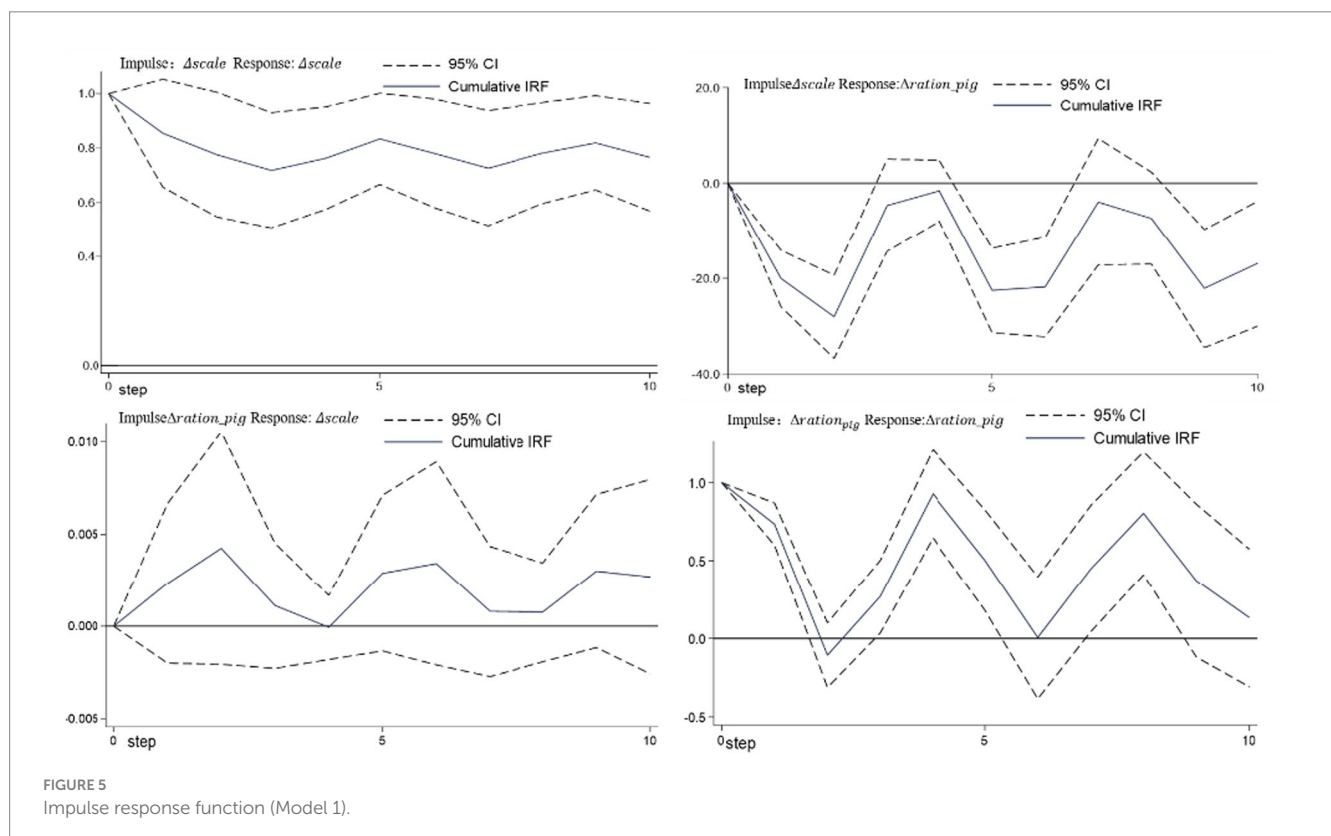 Impulse：Δscale Response: Δscale
95% CI
Cumulative IRF
1.0
0.8
0.6
0.4
0.0
0
step
5
10
ImpulseΔscale Response:Δration_pig
95% CI
Cumulative IRF
20.0
0.0
-20.0
-40.0
0
step
5
10
ImpulseΔration_pig Response: Δscale
95% CI
Cumulative IRF
0.010
0.005
0.000
-0.005
0
step
5
10
Impulse：Δration_pig Response:Δration_pig
95% CI
Cumulative IRF
1.0
0.5
0.0
-0.5
0
step
5
10
FIGURE 5
Impulse response function (Model 1).